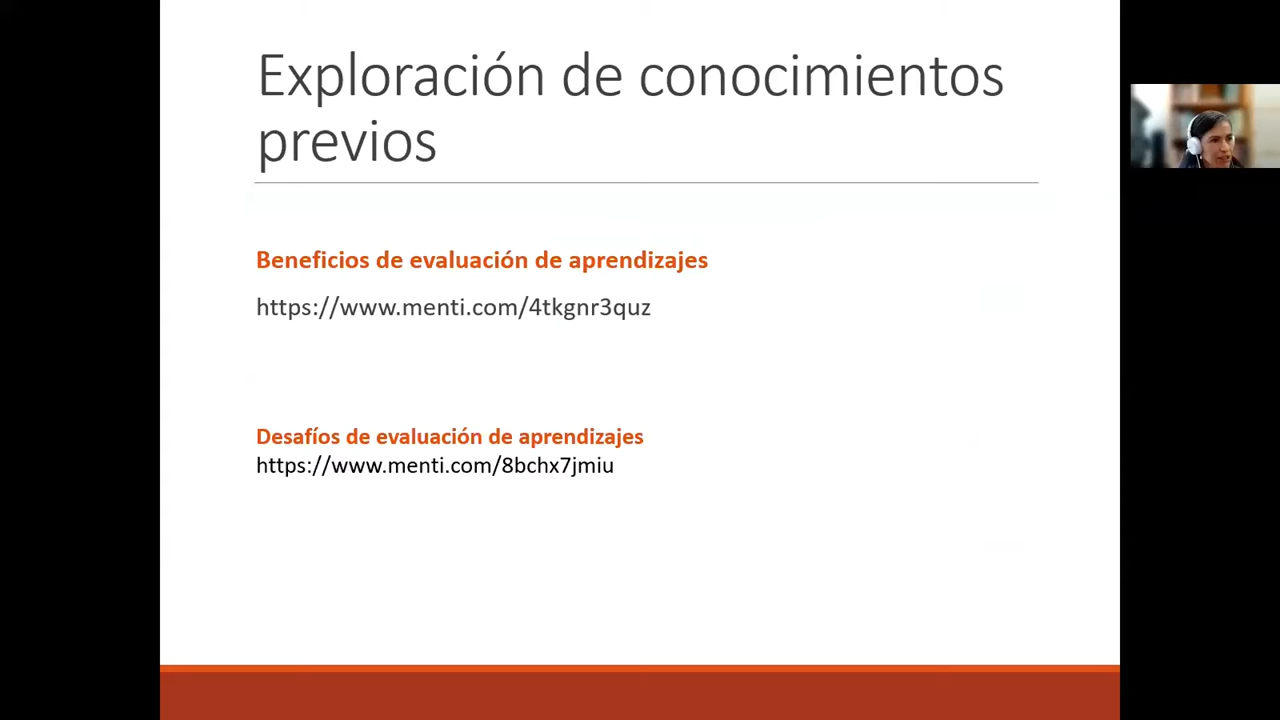 Exploración de conocimientos
previos
Beneficios de evaluación de aprendizajes
https://www.menti.com/4tkgnr3quz
Desafíos de evaluación de aprendizajes
https://www.menti.com/8bchx7jmiu